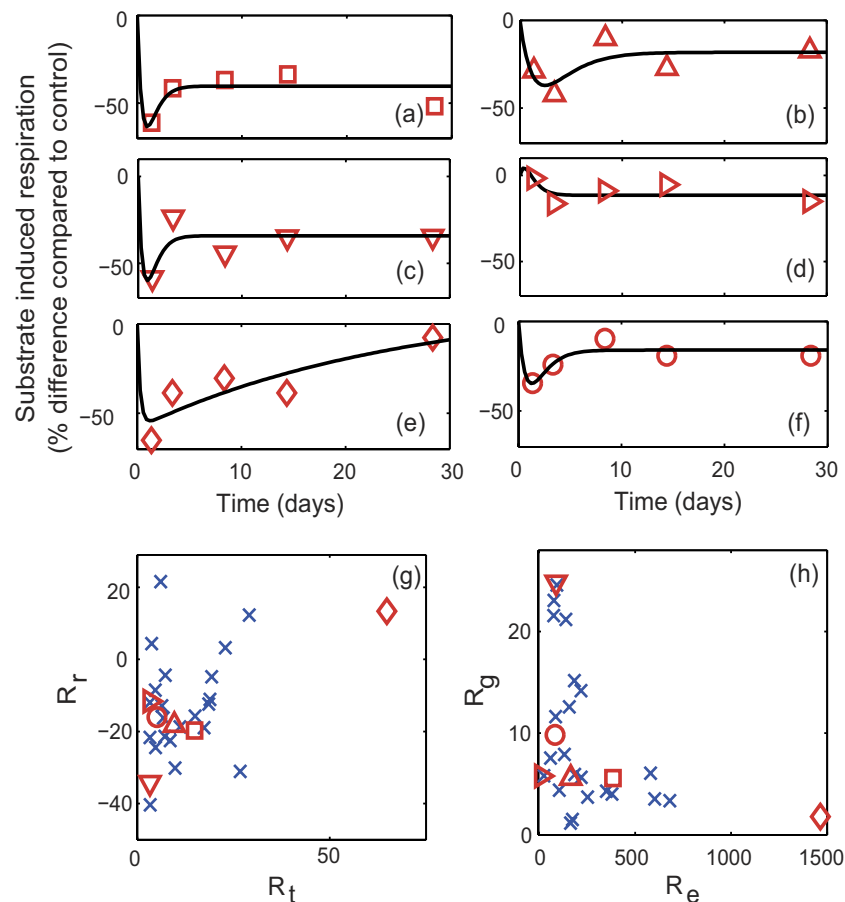 Substrate induced respiration
(% difference compared to control)
0
−50
(a)
0
−50
(b)
0
−50
(c)
0
−50
(d)
0
−50
(e)
0 10 20 30
Time (days)
0
−50
(f)
0 10 20 30
Time (days)
(g)
20
0
−20
−40
R_r
0 50
R_t
(h)
20
10
0
R_g
0 500 1000 1500
R_e